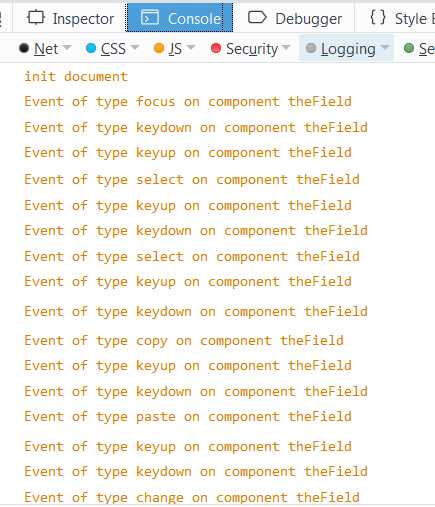 Inspector Console Debugger Style E
Net CSS JS Security Logging Se
init document
Event of type focus on component theField
Event of type keydown on component theField
Event of type keyup on component theField
Event of type select on component theField
Event of type keyup on component theField
Event of type keydown on component theField
Event of type select on component theField
Event of type keyup on component theField
Event of type keydown on component theField
Event of type copy on component theField
Event of type keyup on component theField
Event of type keydown on component theField
Event of type paste on component theField
Event of type keyup on component theField
Event of type keydown on component theField
Event of type change on component theField